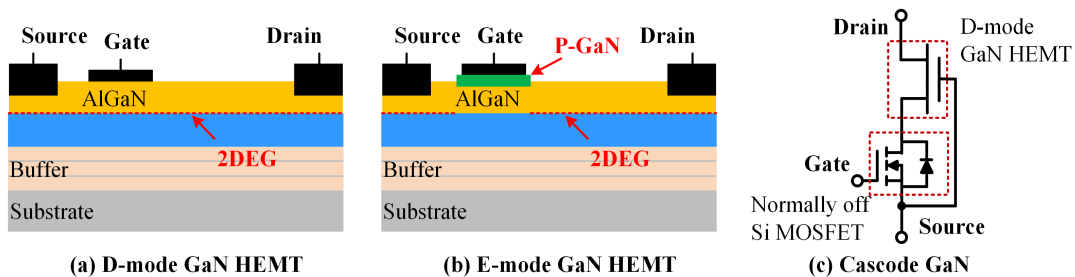 Source
Gate
Drain
AlGaN
2DEG
Buffer
Substrate
(a) D-mode GaN HEMT
Source
Gate
P-GaN
Drain
AlGaN
2DEG
Buffer
Substrate
(b) E-mode GaN HEMT
Drain
D-mode
GaN HEMT
Gate
Normally off
Si MOSFET
Source
(c) Cascode GaN